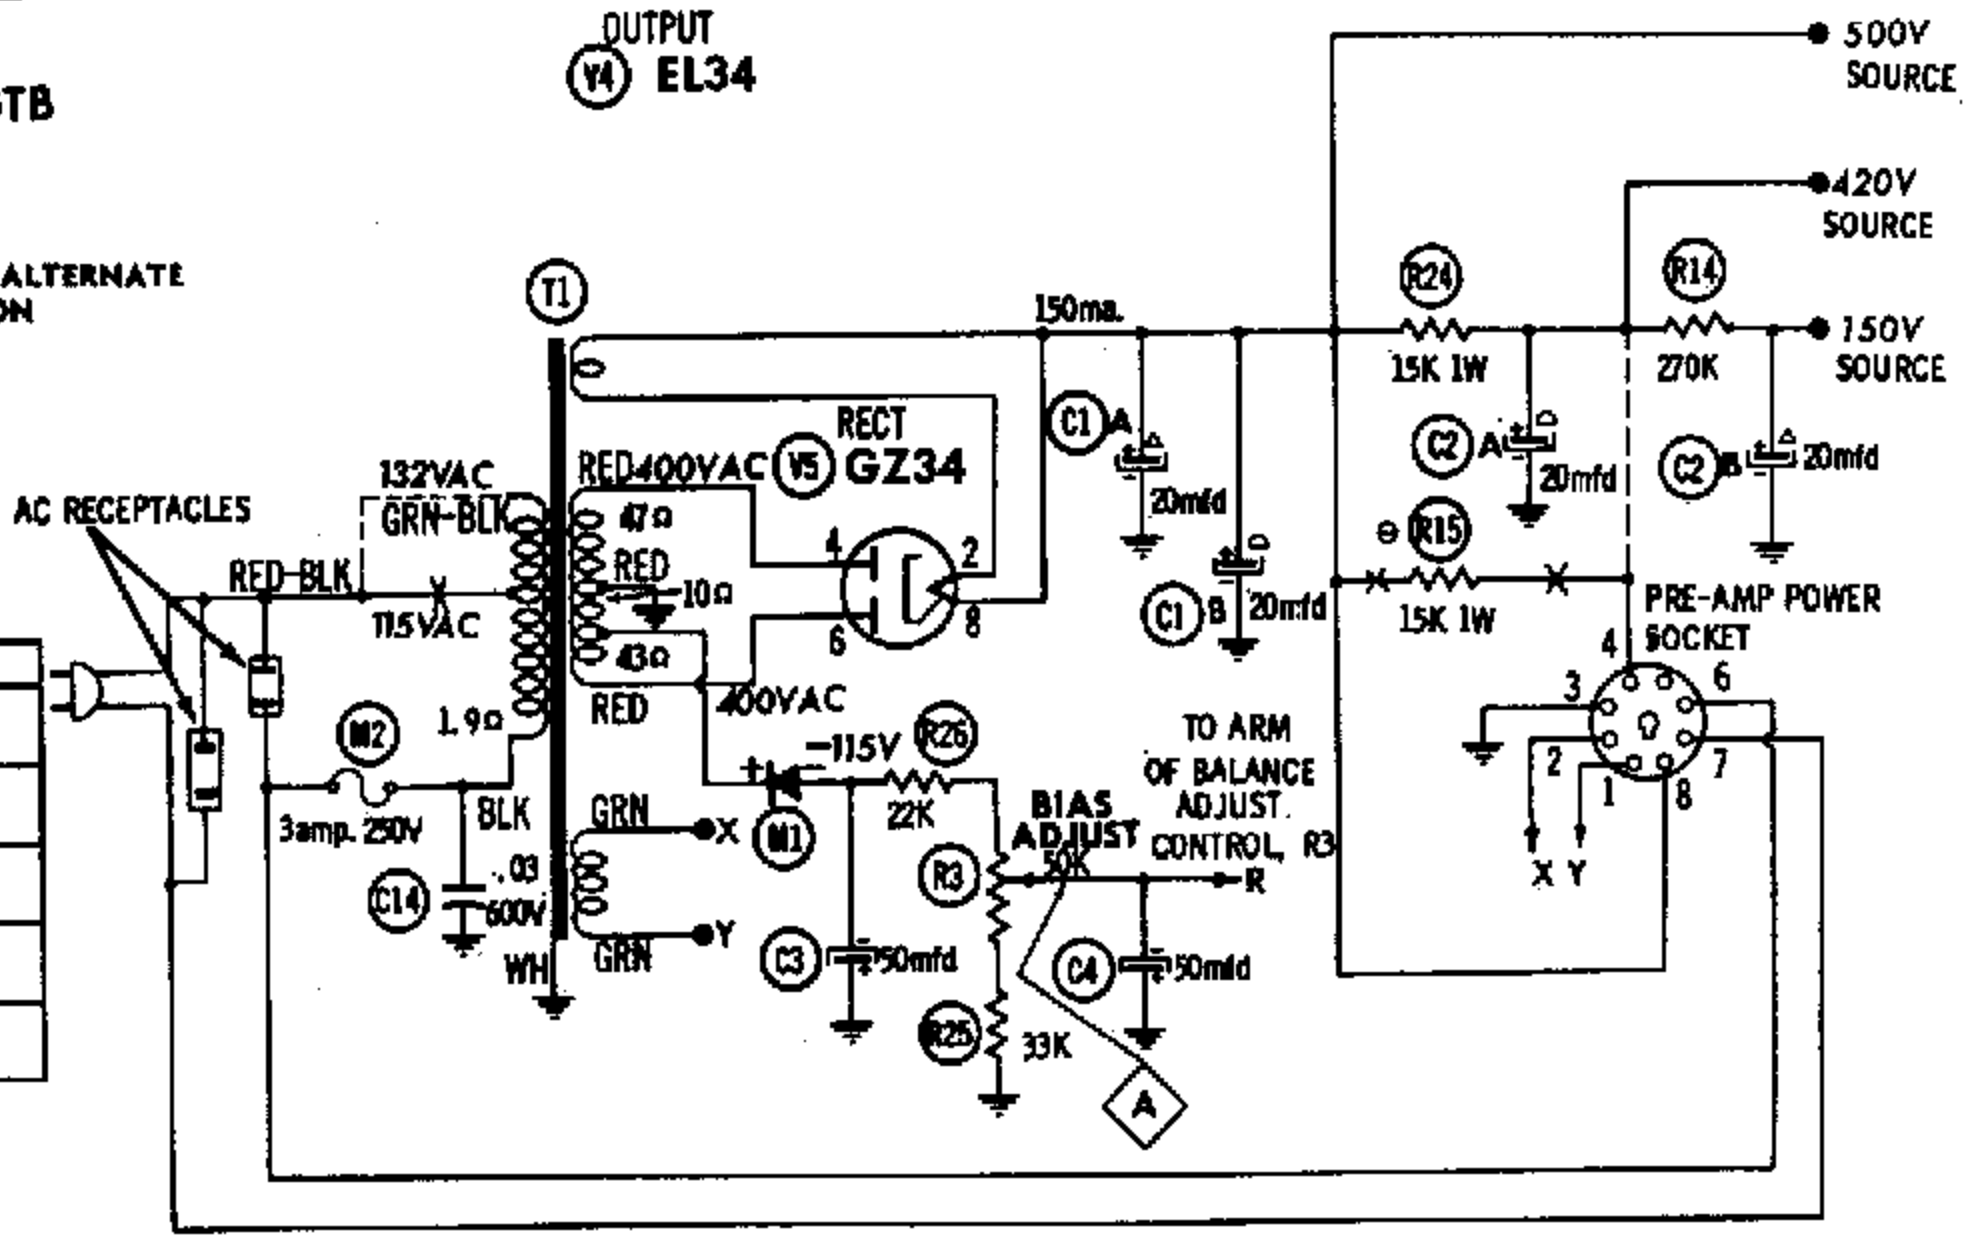 OUTPUT
V4 EL34
500V
SOURCE
TB
420V
SOURCE
ALTERNATE
ON
T1
150ma.
R24
15K 1W
R14
270K
150V
SOURCE
RECT
V5 GZ34
C1 A
20mfd
C2 A
20mfd
C2 B
20mfd
132VAC
GRN-BLK
RED 400VAC
47Ω
AC RECEPTACLES
RED-BLK
115VAC
RED
10Ω
4
2
6
8
C1 B
20mfd
R15
15K 1W
PRE-AMP POWER
SOCKET
4
6
3
2
1
8
7
43Ω
RED
400VAC
1.9Ω
M2
3amp. 250V
BLK
-115V
R26
22K
M1
TO ARM
OF BALANCE
ADJUST.
CONTROL, R3
BIAS
ADJUST
50K
R3
R
X Y
GRN
X
C14
.03
600V
GRN
Y
WH
C3
50mfd
C4
50mfd
R25
33K
A